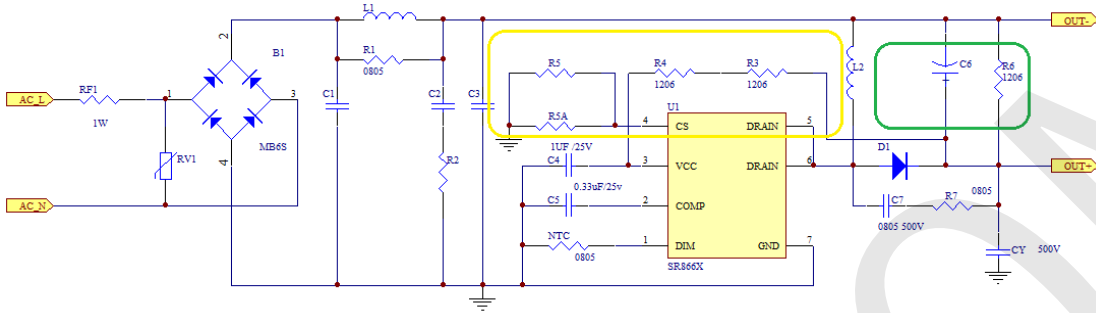 L1
OUT-
2
B1
R1
0805
R5
R4
1206
R3
1206
L2
C6
R6
1206
AC_L
RF1
1W
1
3
C1
C2
C3
R5A
U1
4
CS
DRAIN
5
MB6S
4
1UF /25V
C4
3
VCC
DRAIN
6
D1
OUT+
RV1
R2
0.33uF/25v
C5
2
COMP
C7
R7
0805
0805 500V
AC_N
NTC
0805
1
DIM
GND
7
SR866X
CY
500V